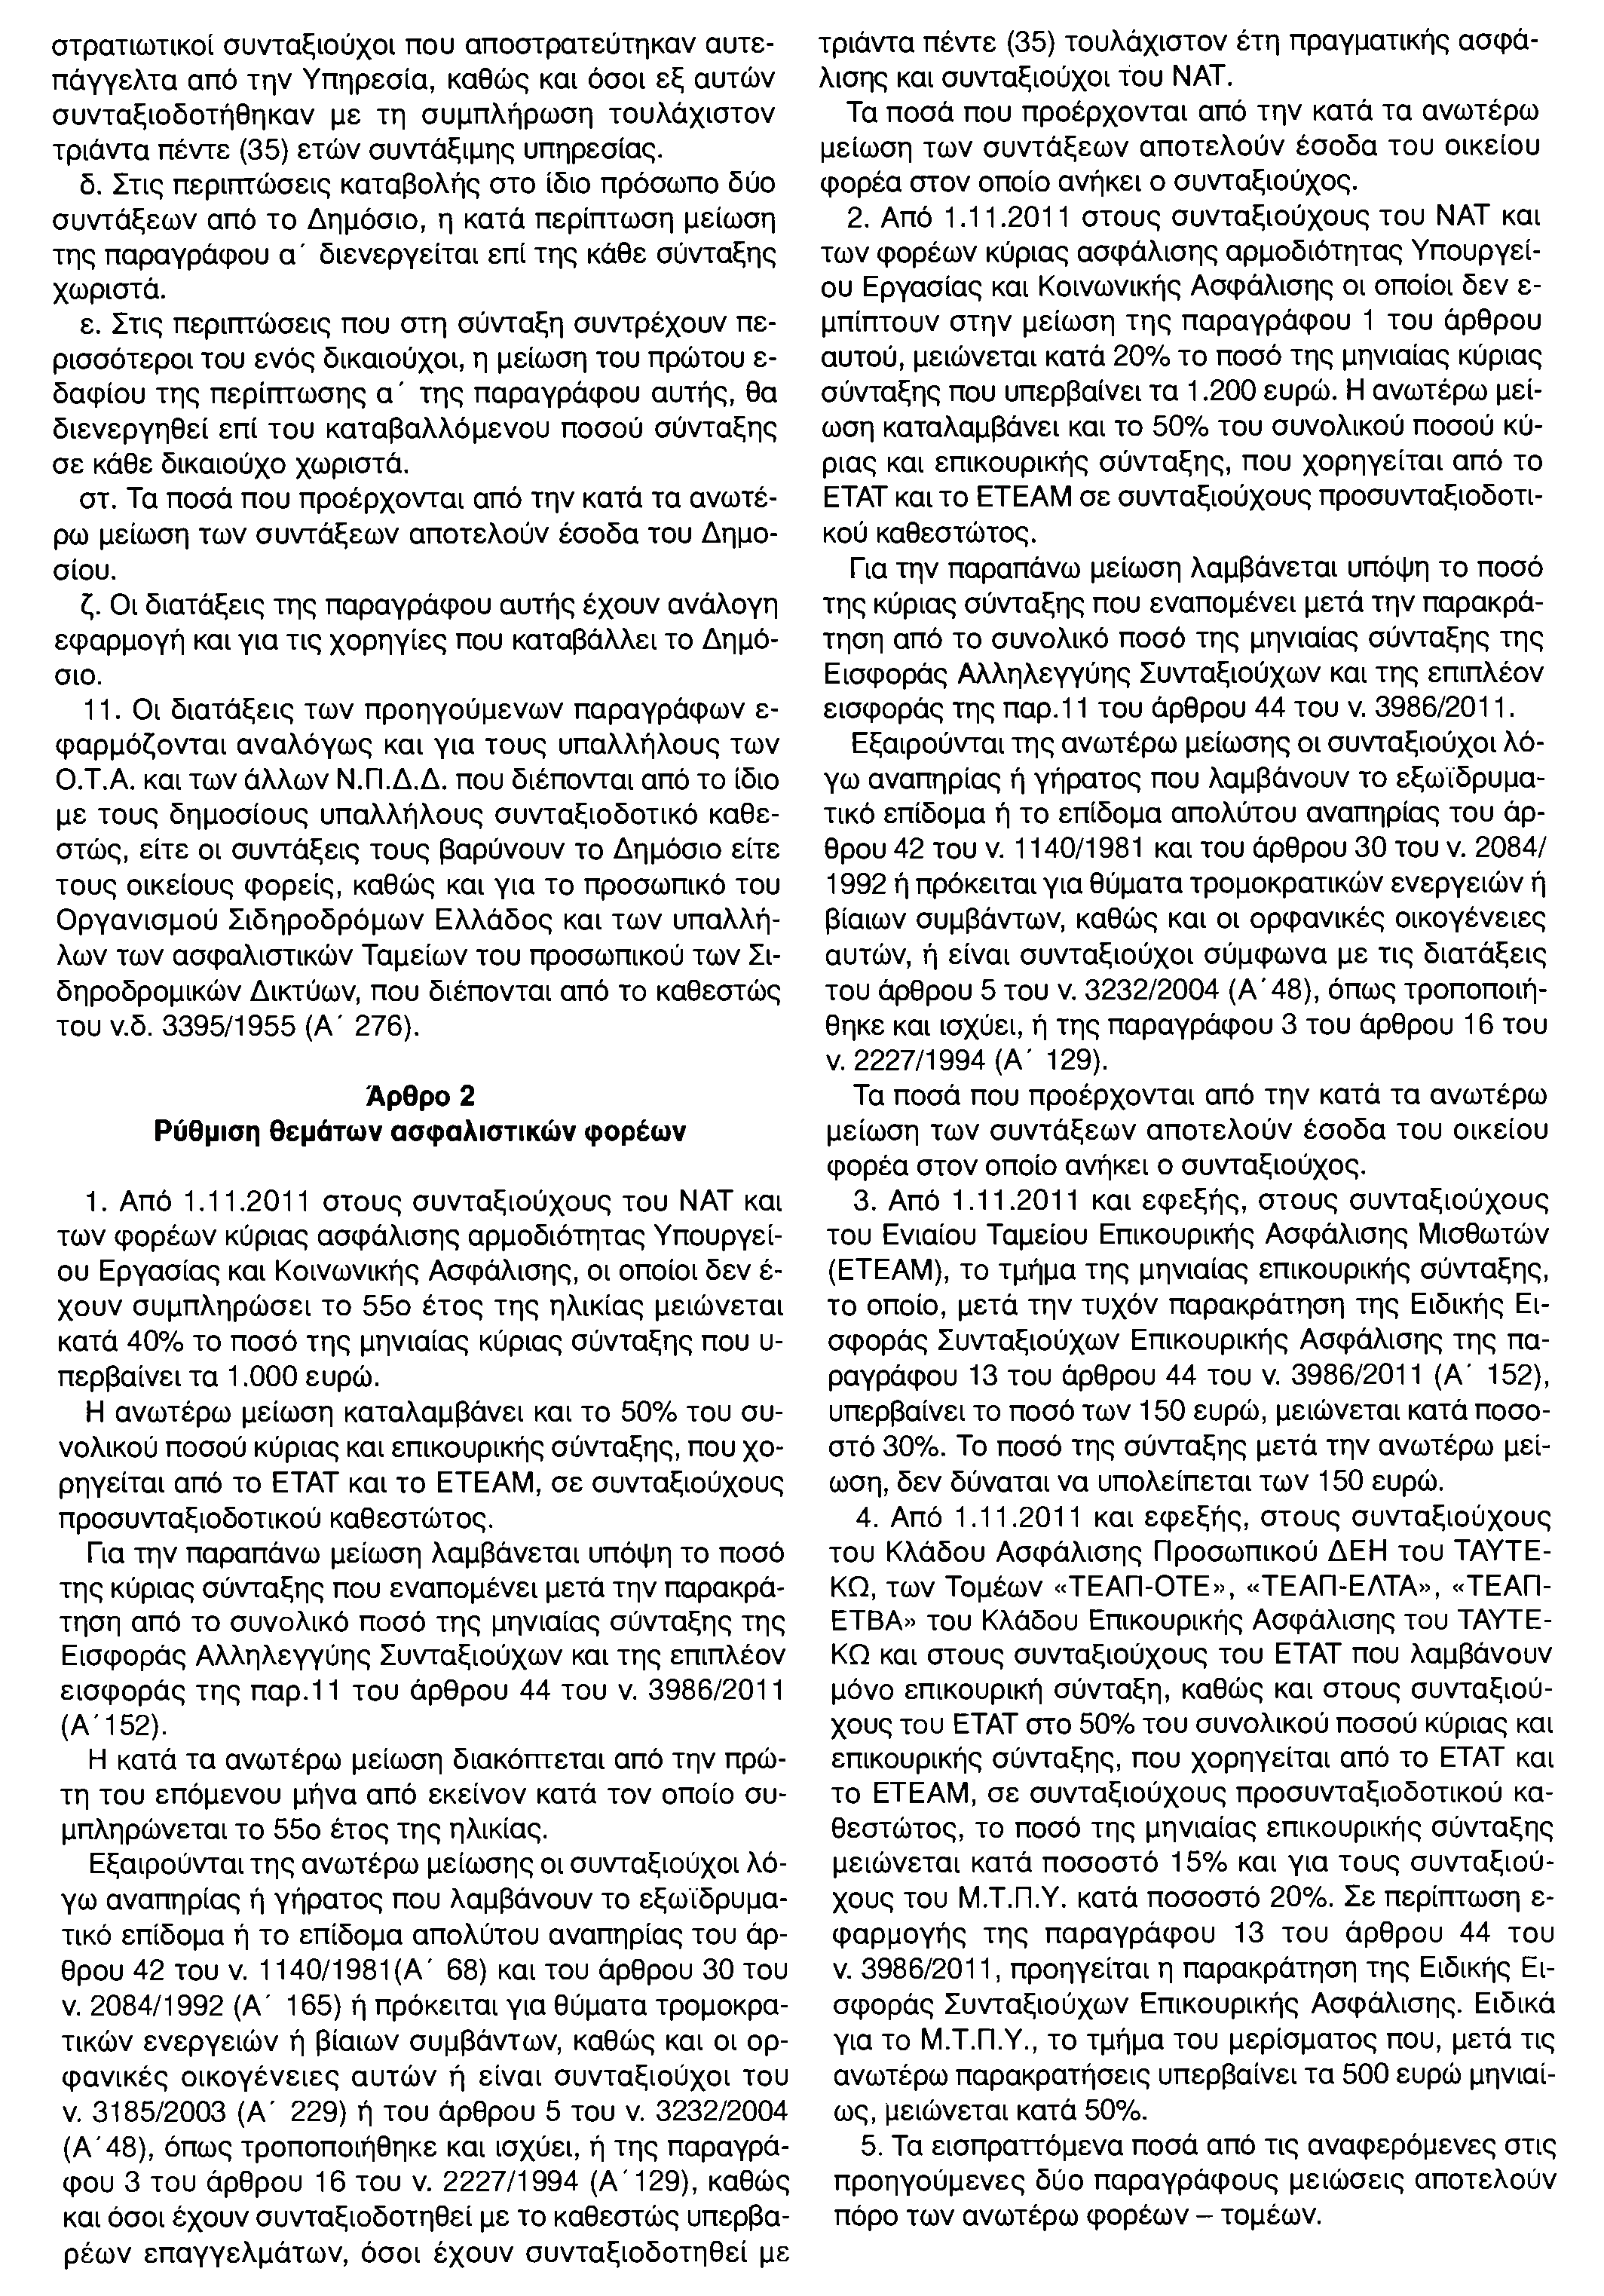 στρατιωτικοί συνταξιούχοι που αποστρατεύτηκαν αυτε-
πάγγελτα από την Υπηρεσία, καθώς και όσοι εξ αυτών
συνταξιοδοτήθηκαν με τη συμπλήρωση τουλάχιστον
τριάντα πέντε (35) ετών συντάξιμης υπηρεσίας.
δ. Στις περιπτώσεις καταβολής στο ίδιο πρόσωπο δύο
συντάξεων από το Δημόσιο, η κατά περίπτωση μείωση
της παραγράφου α΄ διενεργείται επί της κάθε σύνταξης
χωριστά.
ε. Στις περιπτώσεις που στη σύνταξη συντρέχουν πε-
ρισσότεροι του ενός δικαιούχοι, η μείωση του πρώτου ε-
δαφίου της περίπτωσης α΄ της παραγράφου αυτής, θα
διενεργηθεί επί του καταβαλλόμενου ποσού σύνταξης
σε κάθε δικαιούχο χωριστά.
στ. Τα ποσά που προέρχονται από την κατά τα ανωτέ-
ρω μείωση των συντάξεων αποτελούν έσοδα του Δημο-
σίου.
ζ. Οι διατάξεις της παραγράφου αυτής έχουν ανάλογη
εφαρμογή και για τις χορηγίες που καταβάλλει το Δημό-
σιο.
11. Οι διατάξεις των προηγούμενων παραγράφων ε-
φαρμόζονται αναλόγως και για τους υπαλλήλους των
Ο.Τ.Α. και των άλλων Ν.Π.Δ.Δ. που διέπονται από το ίδιο
με τους δημοσίους υπαλλήλους συνταξιοδοτικό καθε-
στώς, είτε οι συντάξεις τους βαρύνουν το Δημόσιο είτε
τους οικείους φορείς, καθώς και για το προσωπικό του
Οργανισμού Σιδηροδρόμων Ελλάδος και των υπαλλή-
λων των ασφαλιστικών Ταμείων του προσωπικού των Σι-
δηροδρομικών Δικτύων, που διέπονται από το καθεστώς
του ν.δ. 3395/1955 (Α΄ 276).
Άρθρο 2
Ρύθμιση θεμάτων ασφαλιστικών φορέων
1. Από 1.11.2011 στους συνταξιούχους του ΝΑΤ και
των φορέων κύριας ασφάλισης αρμοδιότητας Υπουργεί-
ου Εργασίας και Κοινωνικής Ασφάλισης, οι οποίοι δεν έ-
χουν συμπληρώσει το 55ο έτος της ηλικίας μειώνεται
κατά 40% το ποσό της μηνιαίας κύριας σύνταξης που υ-
περβαίνει τα 1.000 ευρώ.
Η ανωτέρω μείωση καταλαμβάνει και το 50% του συ-
νολικού ποσού κύριας και επικουρικής σύνταξης, που χο-
ρηγείται από το ΕΤΑΤ και το ΕΤΕΑΜ, σε συνταξιούχους
προσυνταξιοδοτικού καθεστώτος.
Για την παραπάνω μείωση λαμβάνεται υπόψη το ποσό
της κύριας σύνταξης που εναπομένει μετά την παρακρά-
τηση από το συνολικό ποσό της μηνιαίας σύνταξης της
Εισφοράς Αλληλεγγύης Συνταξιούχων και της επιπλέον
εισφοράς της παρ.11 του άρθρου 44 του ν. 3986/2011
(Α΄152).
Η κατά τα ανωτέρω μείωση διακόπτεται από την πρώ-
τη του επόμενου μήνα από εκείνον κατά τον οποίο συ-
μπληρώνεται το 55ο έτος της ηλικίας.
Εξαιρούνται της ανωτέρω μείωσης οι συνταξιούχοι λό-
γω αναπηρίας ή γήρατος που λαμβάνουν το εξωϊδρυμα-
τικό επίδομα ή το επίδομα απολύτου αναπηρίας του άρ-
θρου 42 του ν. 1140/1981(Α΄ 68) και του άρθρου 30 του
ν. 2084/1992 (Α΄ 165) ή πρόκειται για θύματα τρομοκρα-
τικών ενεργειών ή βίαιων συμβάντων, καθώς και οι ορ-
φανικές οικογένειες αυτών ή είναι συνταξιούχοι του
ν. 3185/2003 (Α΄ 229) ή του άρθρου 5 του ν. 3232/2004
(Α΄48), όπως τροποποιήθηκε και ισχύει, ή της παραγρά-
φου 3 του άρθρου 16 του ν. 2227/1994 (Α΄129), καθώς
και όσοι έχουν συνταξιοδοτηθεί με το καθεστώς υπερβα-
ρέων επαγγελμάτων, όσοι έχουν συνταξιοδοτηθεί με
τριάντα πέντε (35) τουλάχιστον έτη πραγματικής ασφά-
λισης και συνταξιούχοι του ΝΑΤ.
Τα ποσά που προέρχονται από την κατά τα ανωτέρω
μείωση των συντάξεων αποτελούν έσοδα του οικείου
φορέα στον οποίο ανήκει ο συνταξιούχος.
2. Από 1.11.2011 στους συνταξιούχους του ΝΑΤ και
των φορέων κύριας ασφάλισης αρμοδιότητας Υπουργεί-
ου Εργασίας και Κοινωνικής Ασφάλισης οι οποίοι δεν ε-
μπίπτουν στην μείωση της παραγράφου 1 του άρθρου
αυτού, μειώνεται κατά 20% το ποσό της μηνιαίας κύριας
σύνταξης που υπερβαίνει τα 1.200 ευρώ. Η ανωτέρω μεί-
ωση καταλαμβάνει και το 50% του συνολικού ποσού κύ-
ριας και επικουρικής σύνταξης, που χορηγείται από το
ΕΤΑΤ και το ΕΤΕΑΜ σε συνταξιούχους προσυνταξιοδοτι-
κού καθεστώτος.
Για την παραπάνω μείωση λαμβάνεται υπόψη το ποσό
της κύριας σύνταξης που εναπομένει μετά την παρακρά-
τηση από το συνολικό ποσό της μηνιαίας σύνταξης της
Εισφοράς Αλληλεγγύης Συνταξιούχων και της επιπλέον
εισφοράς της παρ.11 του άρθρου 44 του ν. 3986/2011.
Εξαιρούνται της ανωτέρω μείωσης οι συνταξιούχοι λό-
γω αναπηρίας ή γήρατος που λαμβάνουν το εξωϊδρυμα-
τικό επίδομα ή το επίδομα απολύτου αναπηρίας του άρ-
θρου 42 του ν. 1140/1981 και του άρθρου 30 του ν. 2084/
1992 ή πρόκειται για θύματα τρομοκρατικών ενεργειών ή
βίαιων συμβάντων, καθώς και οι ορφανικές οικογένειες
αυτών, ή είναι συνταξιούχοι σύμφωνα με τις διατάξεις
του άρθρου 5 του ν. 3232/2004 (Α΄48), όπως τροποποιή-
θηκε και ισχύει, ή της παραγράφου 3 του άρθρου 16 του
ν. 2227/1994 (Α΄ 129).
Τα ποσά που προέρχονται από την κατά τα ανωτέρω
μείωση των συντάξεων αποτελούν έσοδα του οικείου
φορέα στον οποίο ανήκει ο συνταξιούχος.
3. Από 1.11.2011 και εφεξής, στους συνταξιούχους
του Ενιαίου Ταμείου Επικουρικής Ασφάλισης Μισθωτών
(ΕΤΕΑΜ), το τμήμα της μηνιαίας επικουρικής σύνταξης,
το οποίο, μετά την τυχόν παρακράτηση της Ειδικής Ει-
σφοράς Συνταξιούχων Επικουρικής Ασφάλισης της πα-
ραγράφου 13 του άρθρου 44 του ν. 3986/2011 (Α΄ 152),
υπερβαίνει το ποσό των 150 ευρώ, μειώνεται κατά ποσο-
στό 30%. Το ποσό της σύνταξης μετά την ανωτέρω μεί-
ωση, δεν δύναται να υπολείπεται των 150 ευρώ.
4. Από 1.11.2011 και εφεξής, στους συνταξιούχους
του Κλάδου Ασφάλισης Προσωπικού ΔΕΗ του ΤΑΥΤΕ-
ΚΩ, των Τομέων «ΤΕΑΠ-ΟΤΕ», «ΤΕΑΠ-ΕΛΤΑ», «ΤΕΑΠ-
ΕΤΒΑ» του Κλάδου Επικουρικής Ασφάλισης του ΤΑΥΤΕ-
ΚΩ και στους συνταξιούχους του ΕΤΑΤ που λαμβάνουν
μόνο επικουρική σύνταξη, καθώς και στους συνταξιού-
χους του ΕΤΑΤ στο 50% του συνολικού ποσού κύριας και
επικουρικής σύνταξης, που χορηγείται από το ΕΤΑΤ και
το ΕΤΕΑΜ, σε συνταξιούχους προσυνταξιοδοτικού κα-
θεστώτος, το ποσό της μηνιαίας επικουρικής σύνταξης
μειώνεται κατά ποσοστό 15% και για τους συνταξιού-
χους του Μ.Τ.Π.Υ. κατά ποσοστό 20%. Σε περίπτωση ε-
φαρμογής της παραγράφου 13 του άρθρου 44 του
ν. 3986/2011, προηγείται η παρακράτηση της Ειδικής Ει-
σφοράς Συνταξιούχων Επικουρικής Ασφάλισης. Ειδικά
για το Μ.Τ.Π.Υ., το τμήμα του μερίσματος που, μετά τις
ανωτέρω παρακρατήσεις υπερβαίνει τα 500 ευρώ μηνιαί-
ως, μειώνεται κατά 50%.
5. Τα εισπραττόμενα ποσά από τις αναφερόμενες στις
προηγούμενες δύο παραγράφους μειώσεις αποτελούν
πόρο των ανωτέρω φορέων – τομέων.